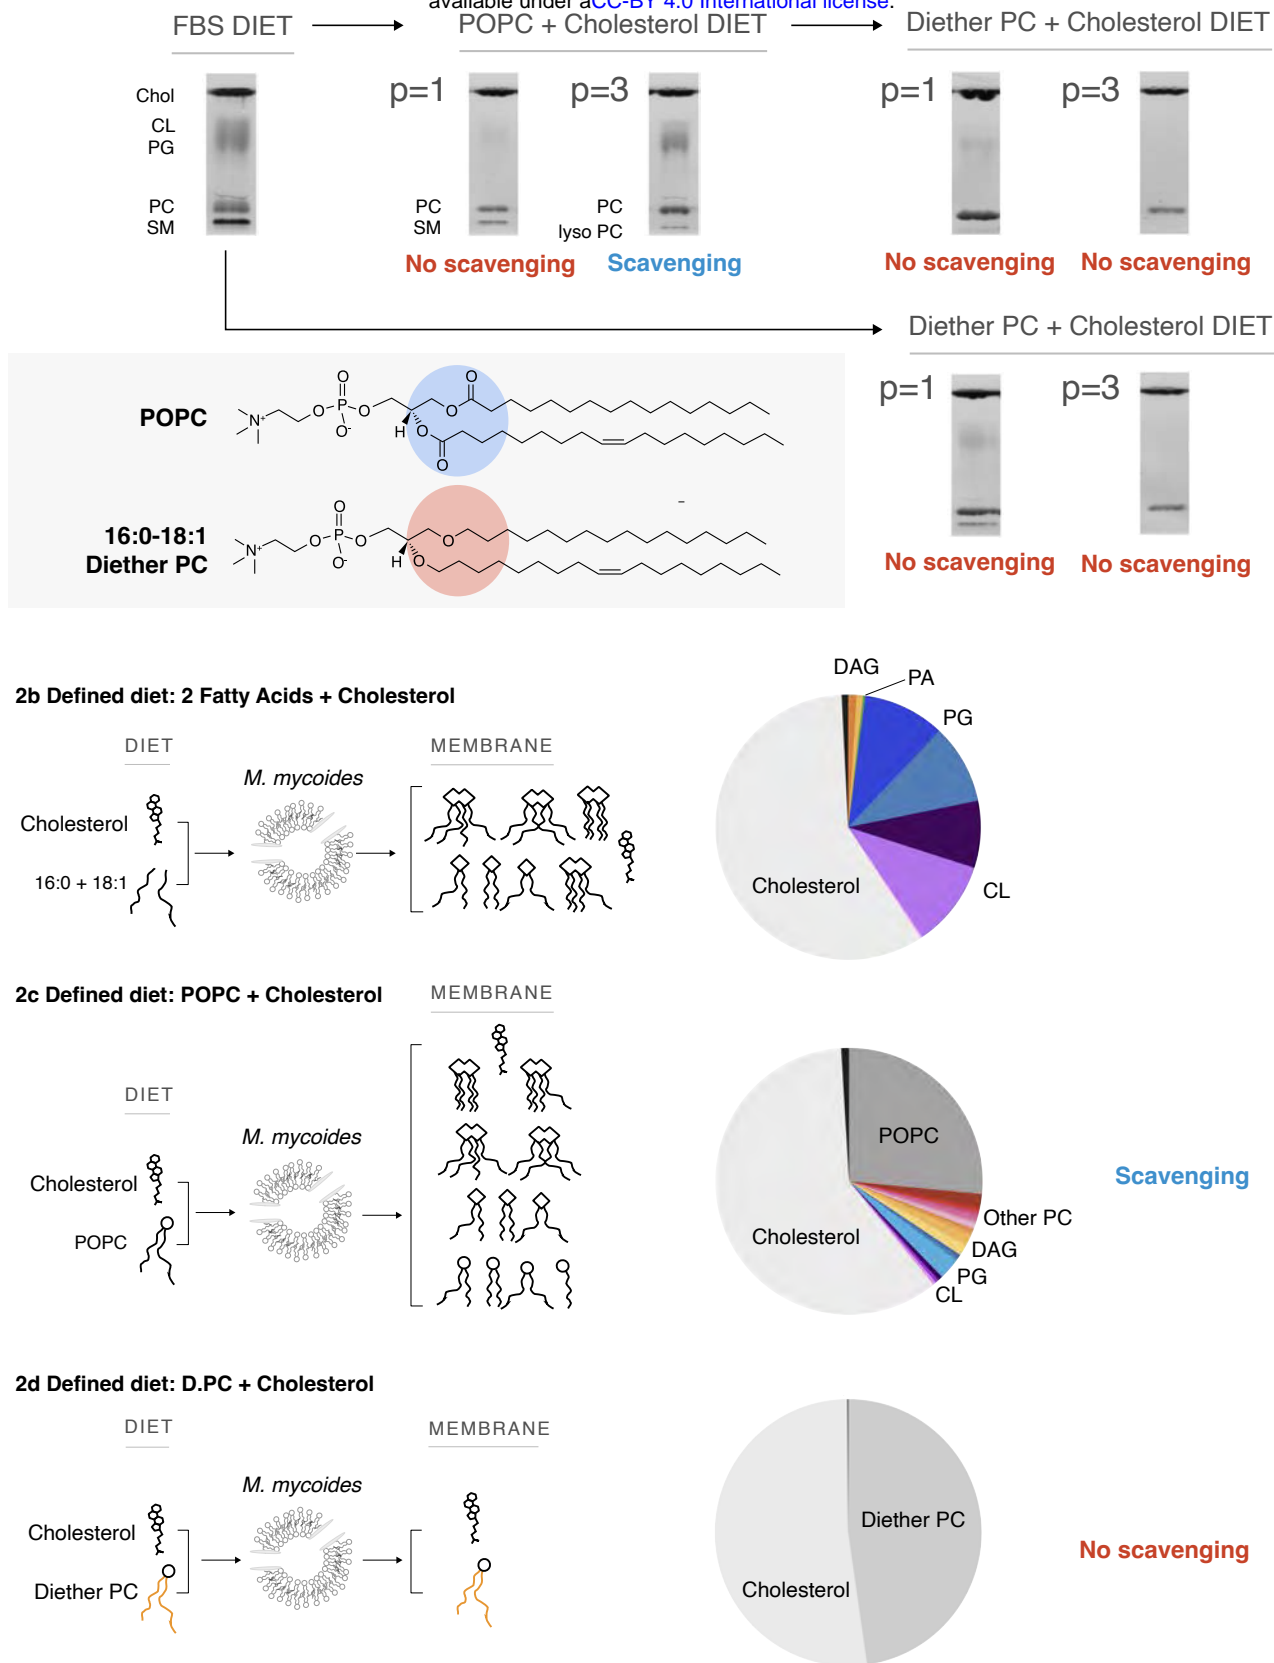 available under aCC-BY 4.0 International license.
FBS DIET
POPC + Cholesterol DIET
Diether PC + Cholesterol DIET
Chol
CL
PG
PC
SM
p=1
PC
SM
No scavenging
p=3
PC
lyso PC
Scavenging
p=1
No scavenging
p=3
No scavenging
Diether PC + Cholesterol DIET
p=1
No scavenging
p=3
No scavenging
POPC
N+
O
P
O
O
O-
H
O
O
O
O
16:0-18:1
Diether PC
N+
O
P
O
O
O-
H
O
O
2b Defined diet: 2 Fatty Acids + Cholesterol
DIET
MEMBRANE
M. mycoides
Cholesterol
16:0 + 18:1
DAG
PA
PG
CL
Cholesterol
2c Defined diet: POPC + Cholesterol
MEMBRANE
DIET
M. mycoides
Cholesterol
POPC
POPC
Other PC
DAG
PG
CL
Cholesterol
Scavenging
2d Defined diet: D.PC + Cholesterol
DIET
MEMBRANE
M. mycoides
Cholesterol
Diether PC
Diether PC
Cholesterol
No scavenging